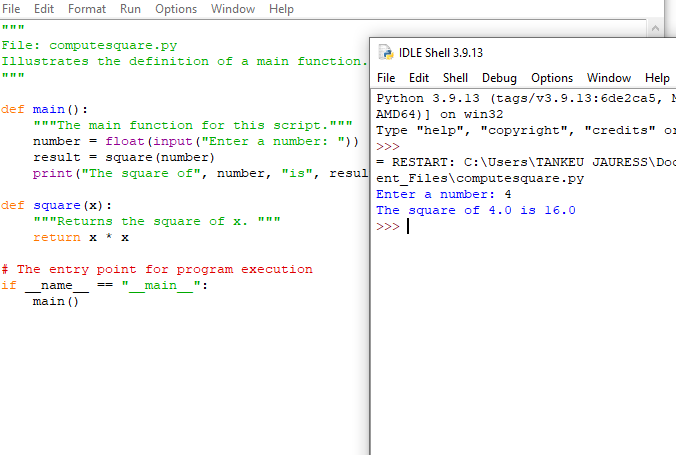 File Edit Format Run Options Window Help
"""
File: computesquare.py
Illustrates the definition of a main function.
"""
def main():
    """The main function for this script."""
    number = float(input("Enter a number: "))
    result = square(number)
    print("The square of", number, "is",
def square(x):
    """Returns the square of x. """
    return x * x
# The entry point for program execution
if __name__ == "__main__":
    main()
IDLE Shell 3.9.13
File Edit Shell Debug Options Window Help
Python 3.9.13 (tags/v3.9.13:6de2ca5,
AMD64)] on win32
Type "help", "copyright", "credits" or
>>>
= RESTART: C:\Users\TANKEU JAURESS\Doc
ent_Files\computesquare.py
Enter a number: 4
The square of 4.0 is 16.0
>>>